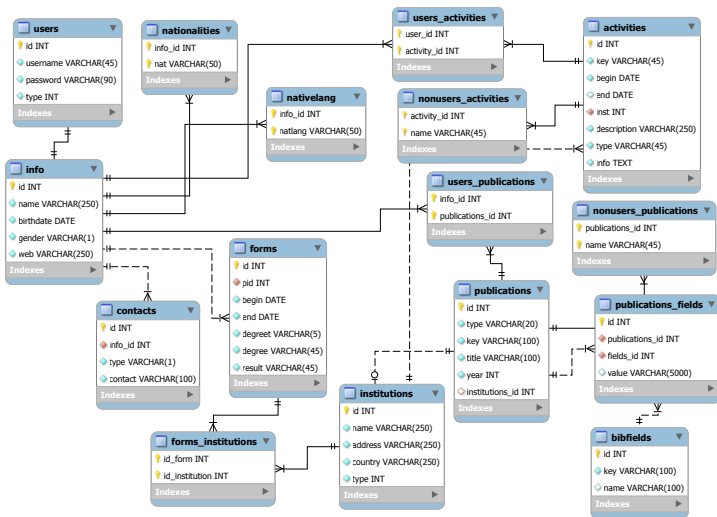 users
id INT
username VARCHAR(45)
password VARCHAR(90)
type INT
Indexes
nationalities
info_id INT
nat VARCHAR(50)
Indexes
users_activities
user_id INT
activity_id INT
Indexes
activities
id INT
key VARCHAR(45)
begin DATE
end DATE
inst INT
description VARCHAR(250)
type VARCHAR(45)
info TEXT
Indexes
nativelang
info_id INT
natlang VARCHAR(50)
Indexes
nonusers_activities
activity_id INT
name VARCHAR(45)
Indexes
info
id INT
name VARCHAR(250)
birthdate DATE
gender VARCHAR(1)
web VARCHAR(250)
Indexes
users_publications
info_id INT
publications_id INT
Indexes
nonusers_publications
publications_id INT
name VARCHAR(45)
Indexes
forms
id INT
pid INT
begin DATE
end DATE
degreet VARCHAR(5)
degree VARCHAR(45)
result VARCHAR(45)
Indexes
contacts
id INT
info_id INT
type VARCHAR(1)
contact VARCHAR(100)
Indexes
publications
id INT
type VARCHAR(20)
key VARCHAR(100)
title VARCHAR(100)
year INT
institutions_id INT
Indexes
publications_fields
id INT
publications_id INT
fields_id INT
value VARCHAR(5000)
Indexes
institutions
id INT
name VARCHAR(250)
address VARCHAR(250)
country VARCHAR(250)
type INT
Indexes
forms_institutions
id_form INT
id_institution INT
Indexes
bibfields
id INT
key VARCHAR(100)
name VARCHAR(100)
Indexes